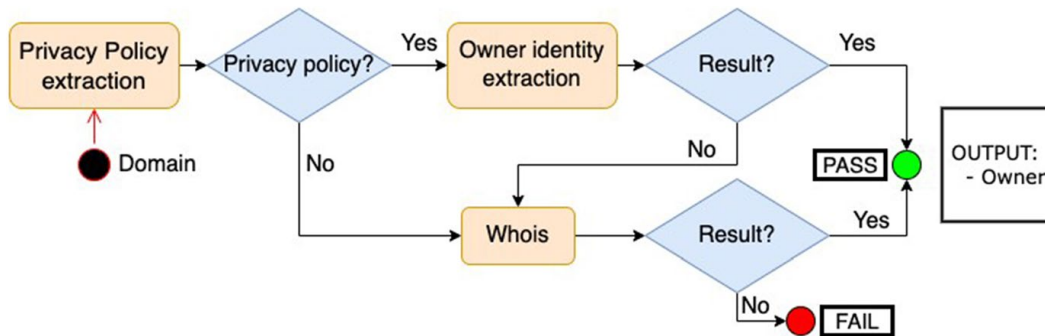 Privacy Policy
extraction
Privacy policy?
Yes
Owner identity
extraction
Result?
Yes
Domain
No
No
PASS
OUTPUT:
- Owner
Whois
Result?
Yes
No
FAIL